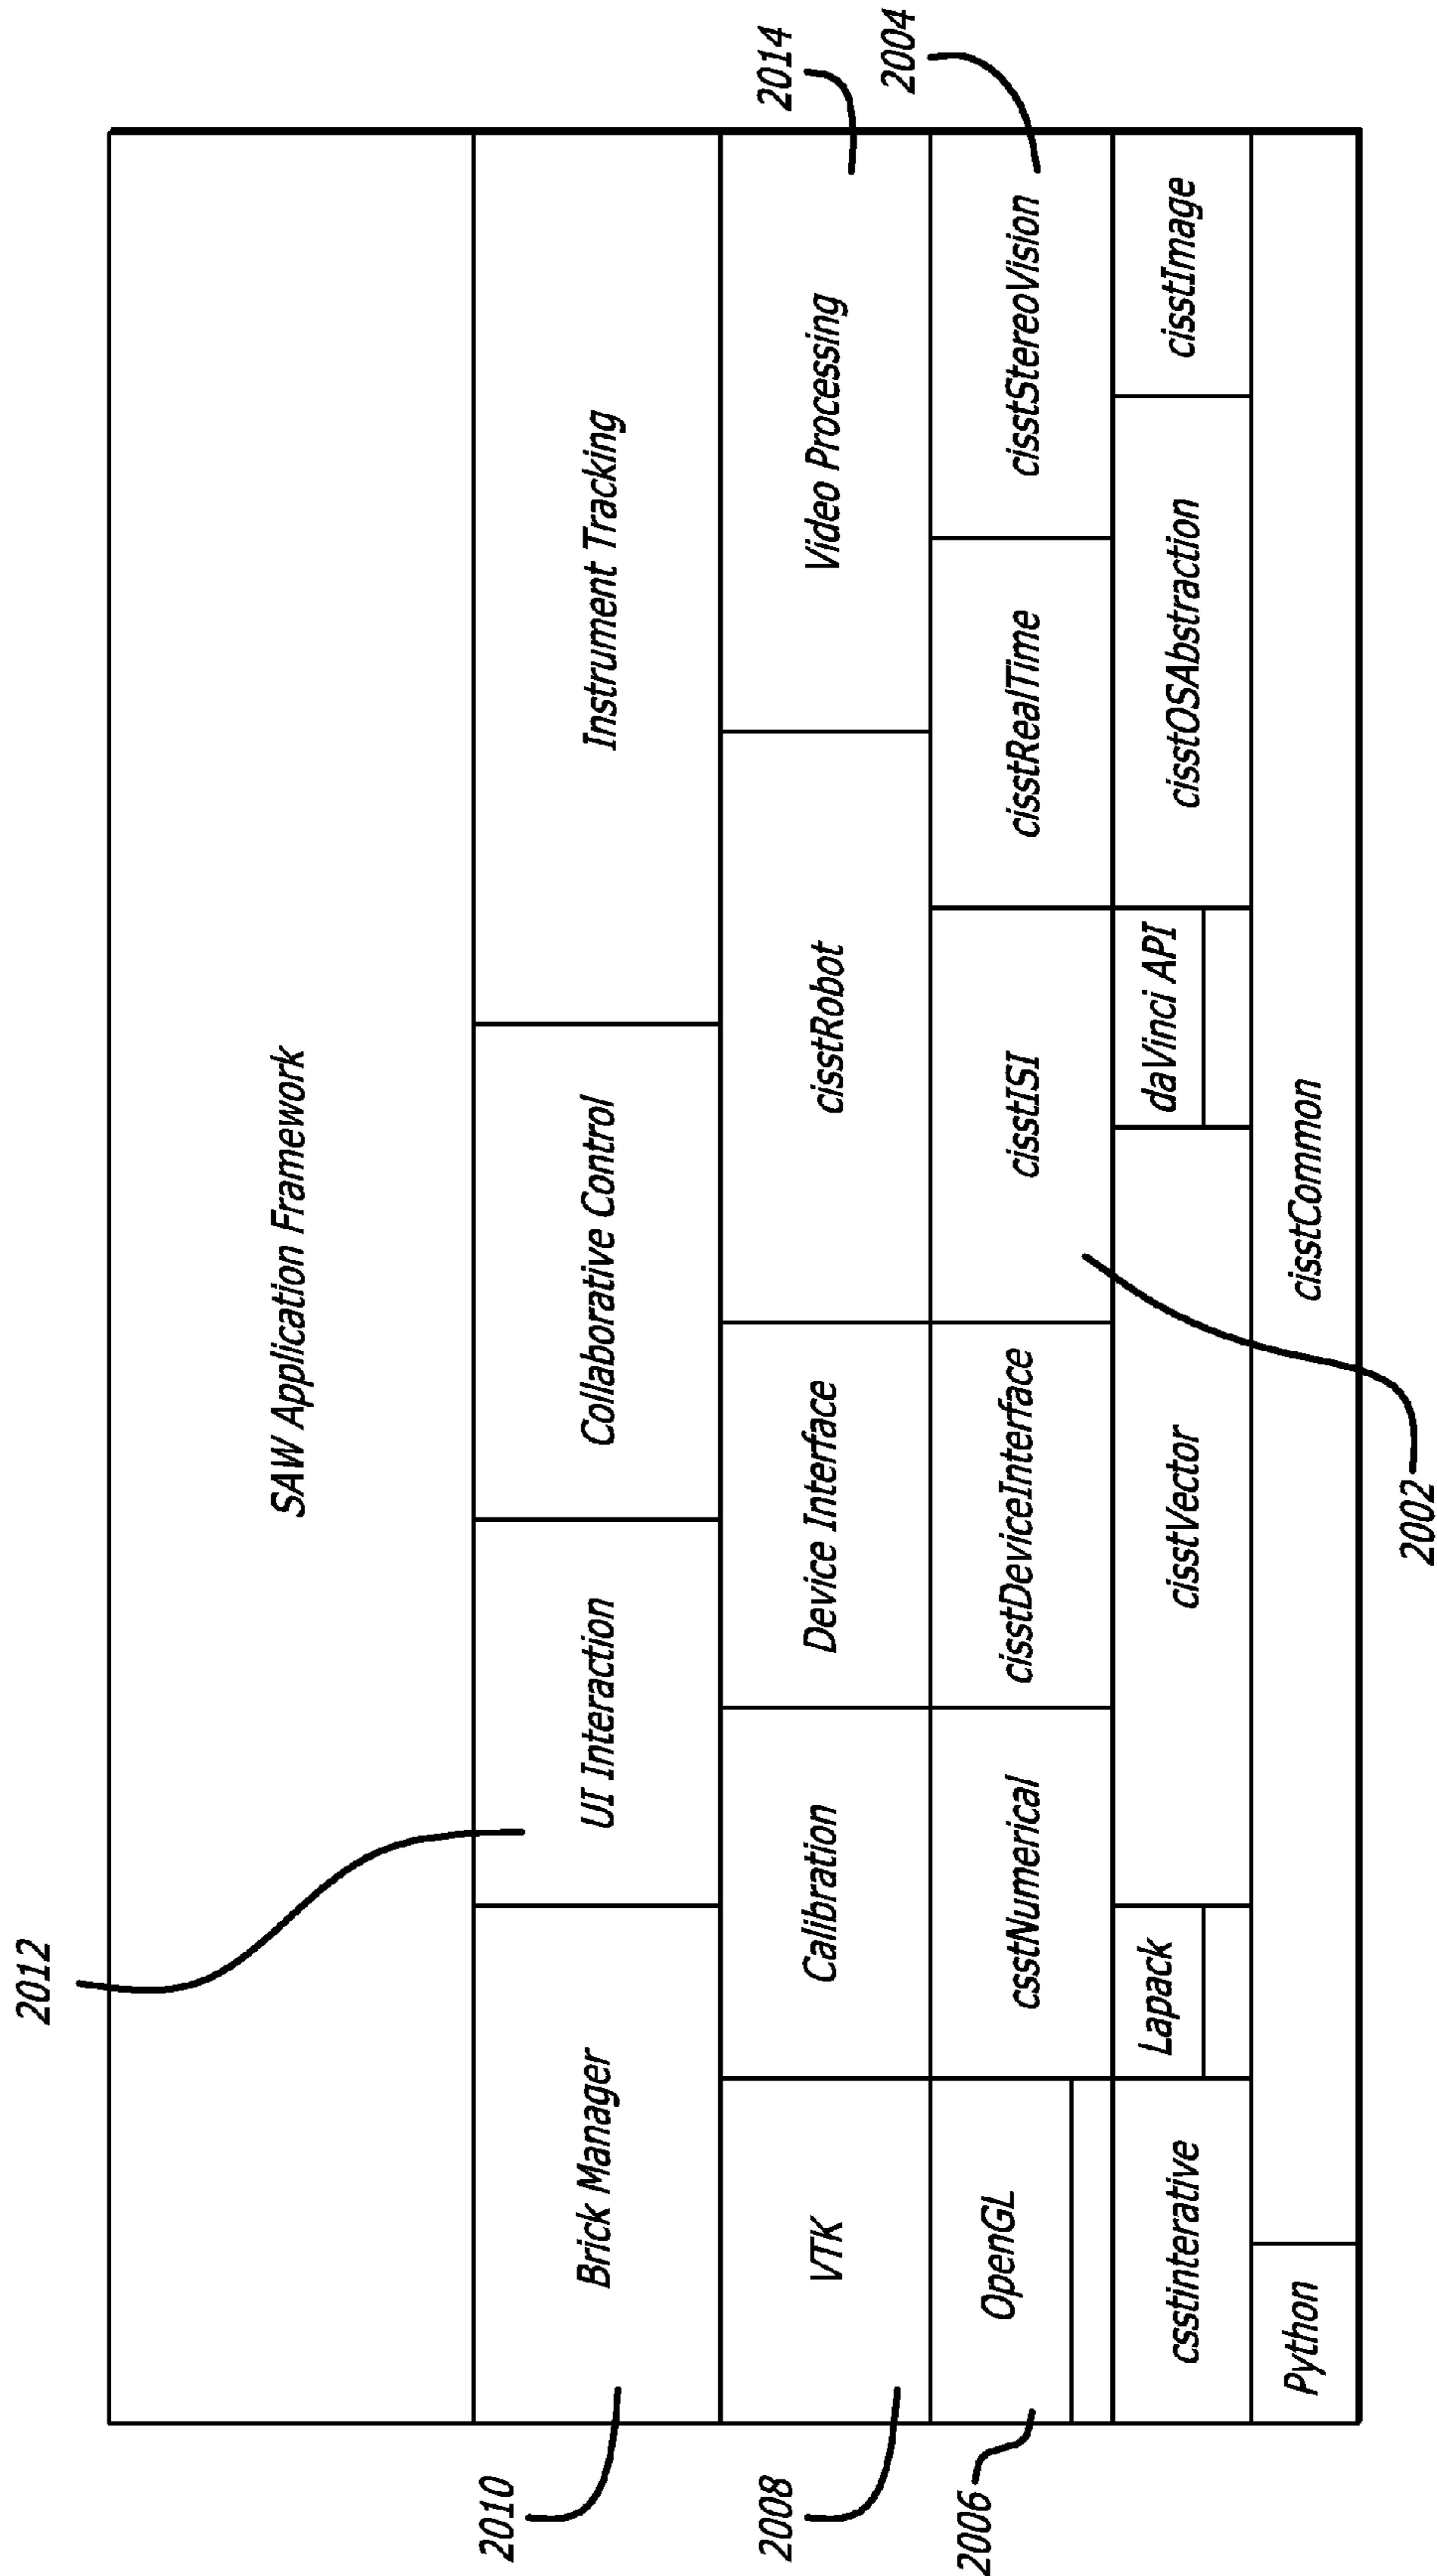 2012
SAW Application Framework
2010
Brick Manager
UI Interaction
Collaborative Control
Instrument Tracking
2008
VTK
Calibration
Device Interface
cisstRobot
Video Processing
2014
2006
OpenGL
csstNumerical
cisstDeviceInterface
cisstISI
cisstRealTime
cisstStereoVision
2004
csstinterative
Lapack
cisstVector
daVinci API
cisstOSAbstraction
cisstImage
Python
cisstCommon
2002